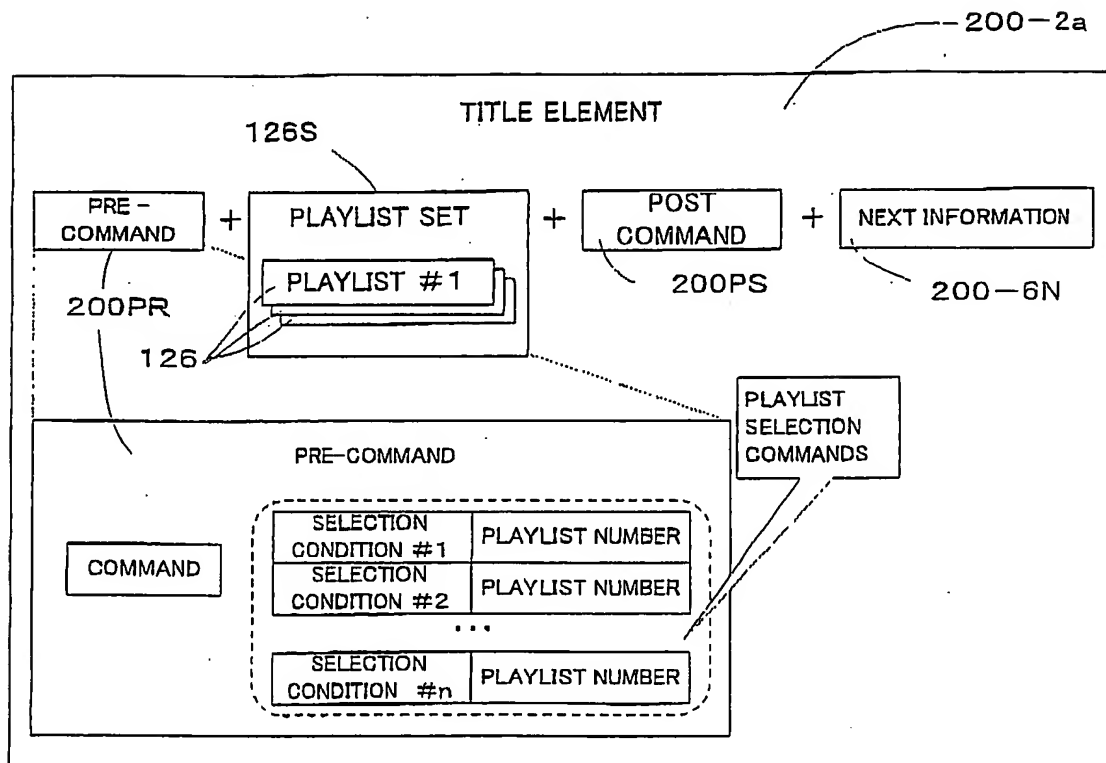 200-2a
TITLE ELEMENT
126S
PRE-
COMMAND
+
PLAYLIST SET
PLAYLIST #1
+
POST
COMMAND
+
NEXT INFORMATION
200PR
126
200PS
200-6N
PLAYLIST
SELECTION
COMMANDS
PRE-COMMAND
COMMAND
SELECTION
CONDITION #1
PLAYLIST NUMBER
SELECTION
CONDITION #2
PLAYLIST NUMBER
...
SELECTION
CONDITION #n
PLAYLIST NUMBER